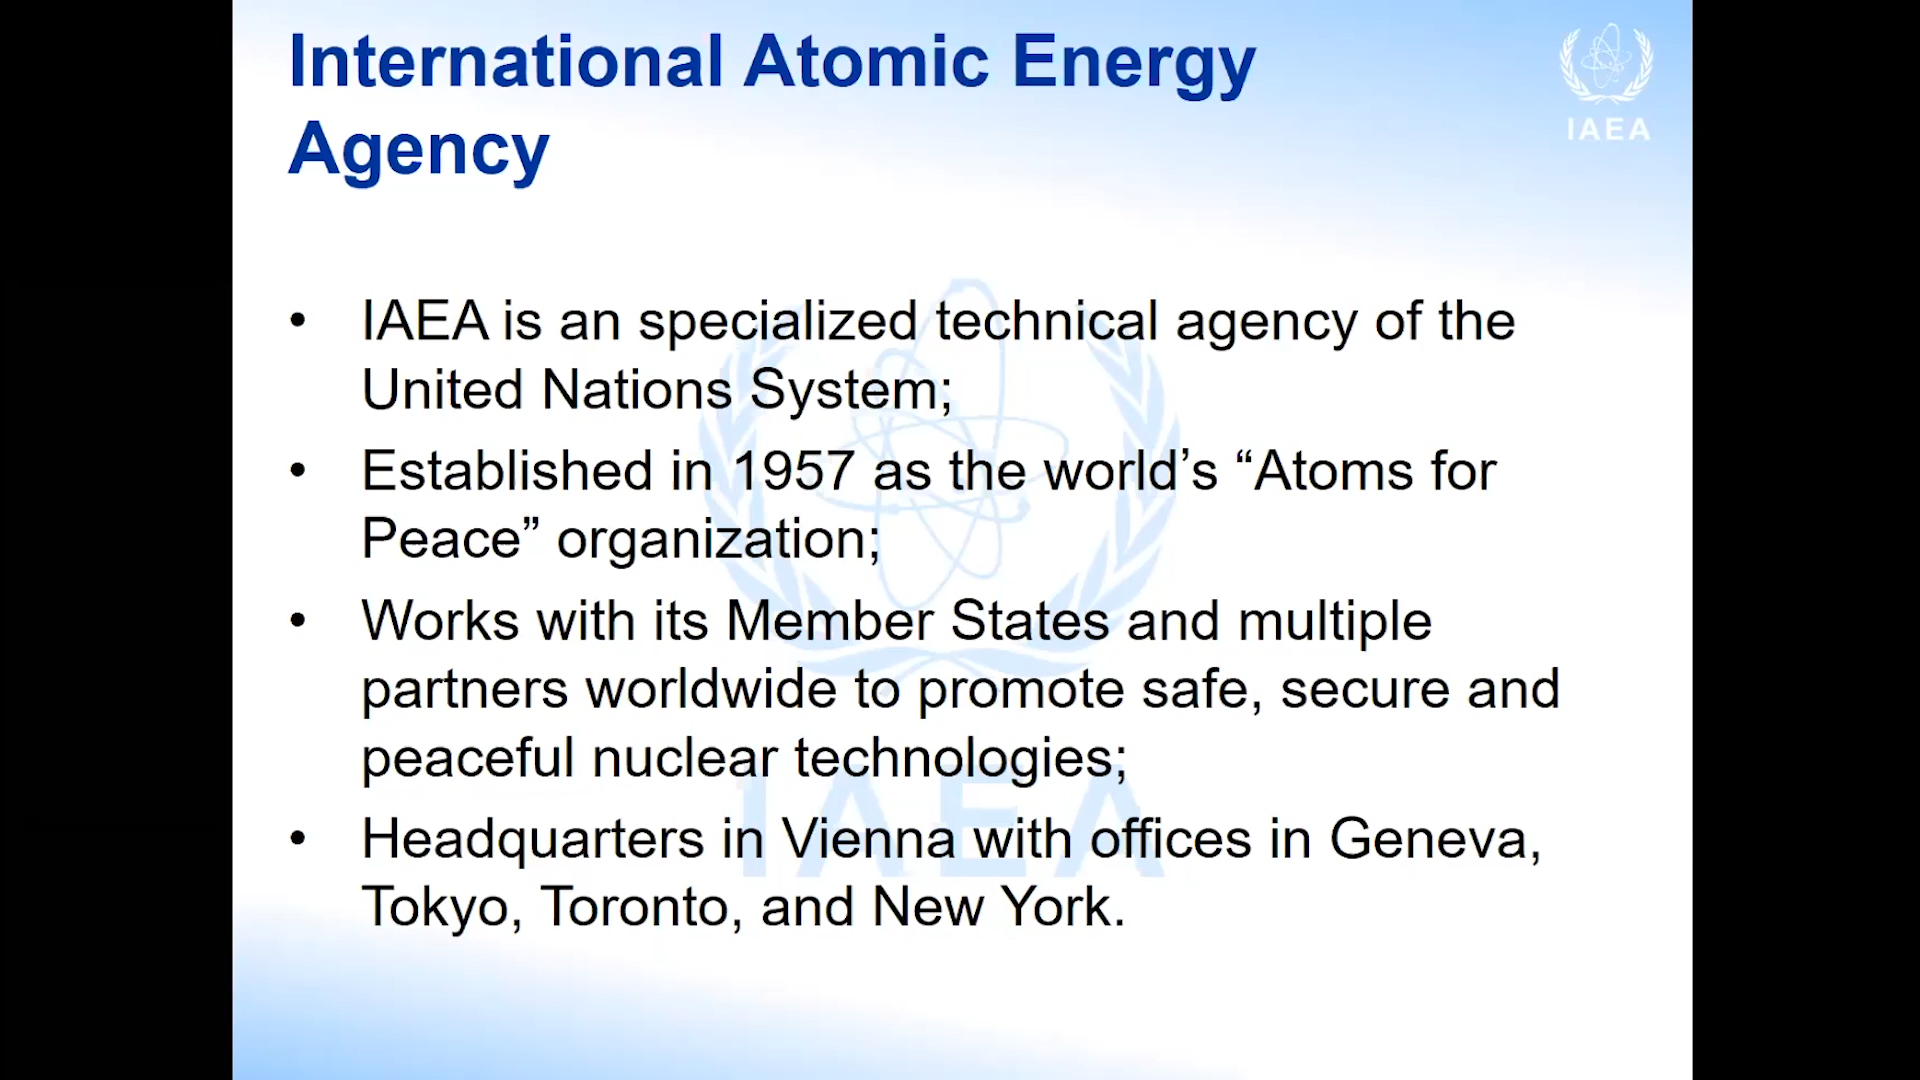 International Atomic Energy
Agency
IAEA
• IAEA is an specialized technical agency of the
United Nations System;
• Established in 1957 as the world’s “Atoms for
Peace” organization;
• Works with its Member States and multiple
partners worldwide to promote safe, secure and
peaceful nuclear technologies;
IAEA
• Headquarters in Vienna with offices in Geneva,
Tokyo, Toronto, and New York.